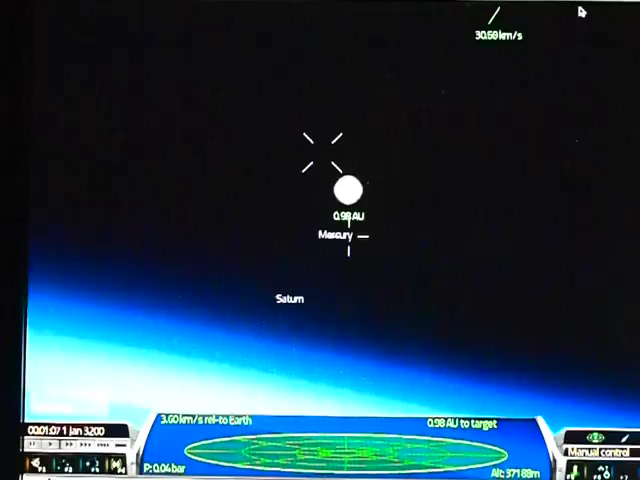 30.59 km/s
0.98 AU
Mercury
Saturn
3.60 km/s rel-to Earth
0.98 AU to target
00:01:07 1 Jan 3200
Manual control
P: 0.04 bar
Alt: 37188m